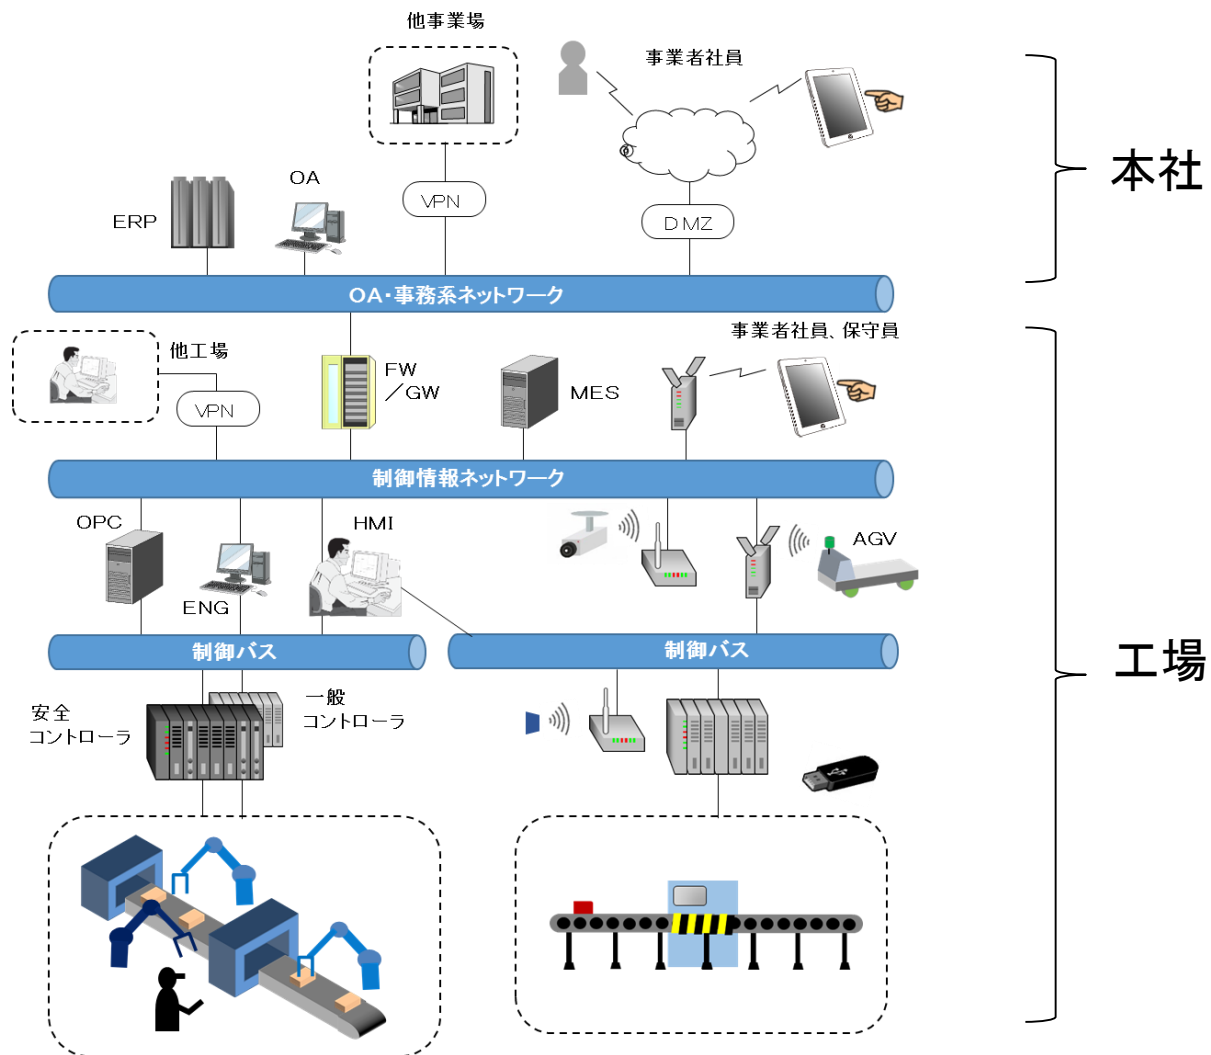 他事業場
事業者社員
本社
OA
ERP
VPN
DMZ
OA・事務系ネットワーク
事業者社員、保守員
他工場
FW
／GW
MES
VPN
制御情報ネットワーク
OPC
HMI
AGV
ENG
制御バス
制御バス
工場
一般
コントローラ
安全
コントローラ